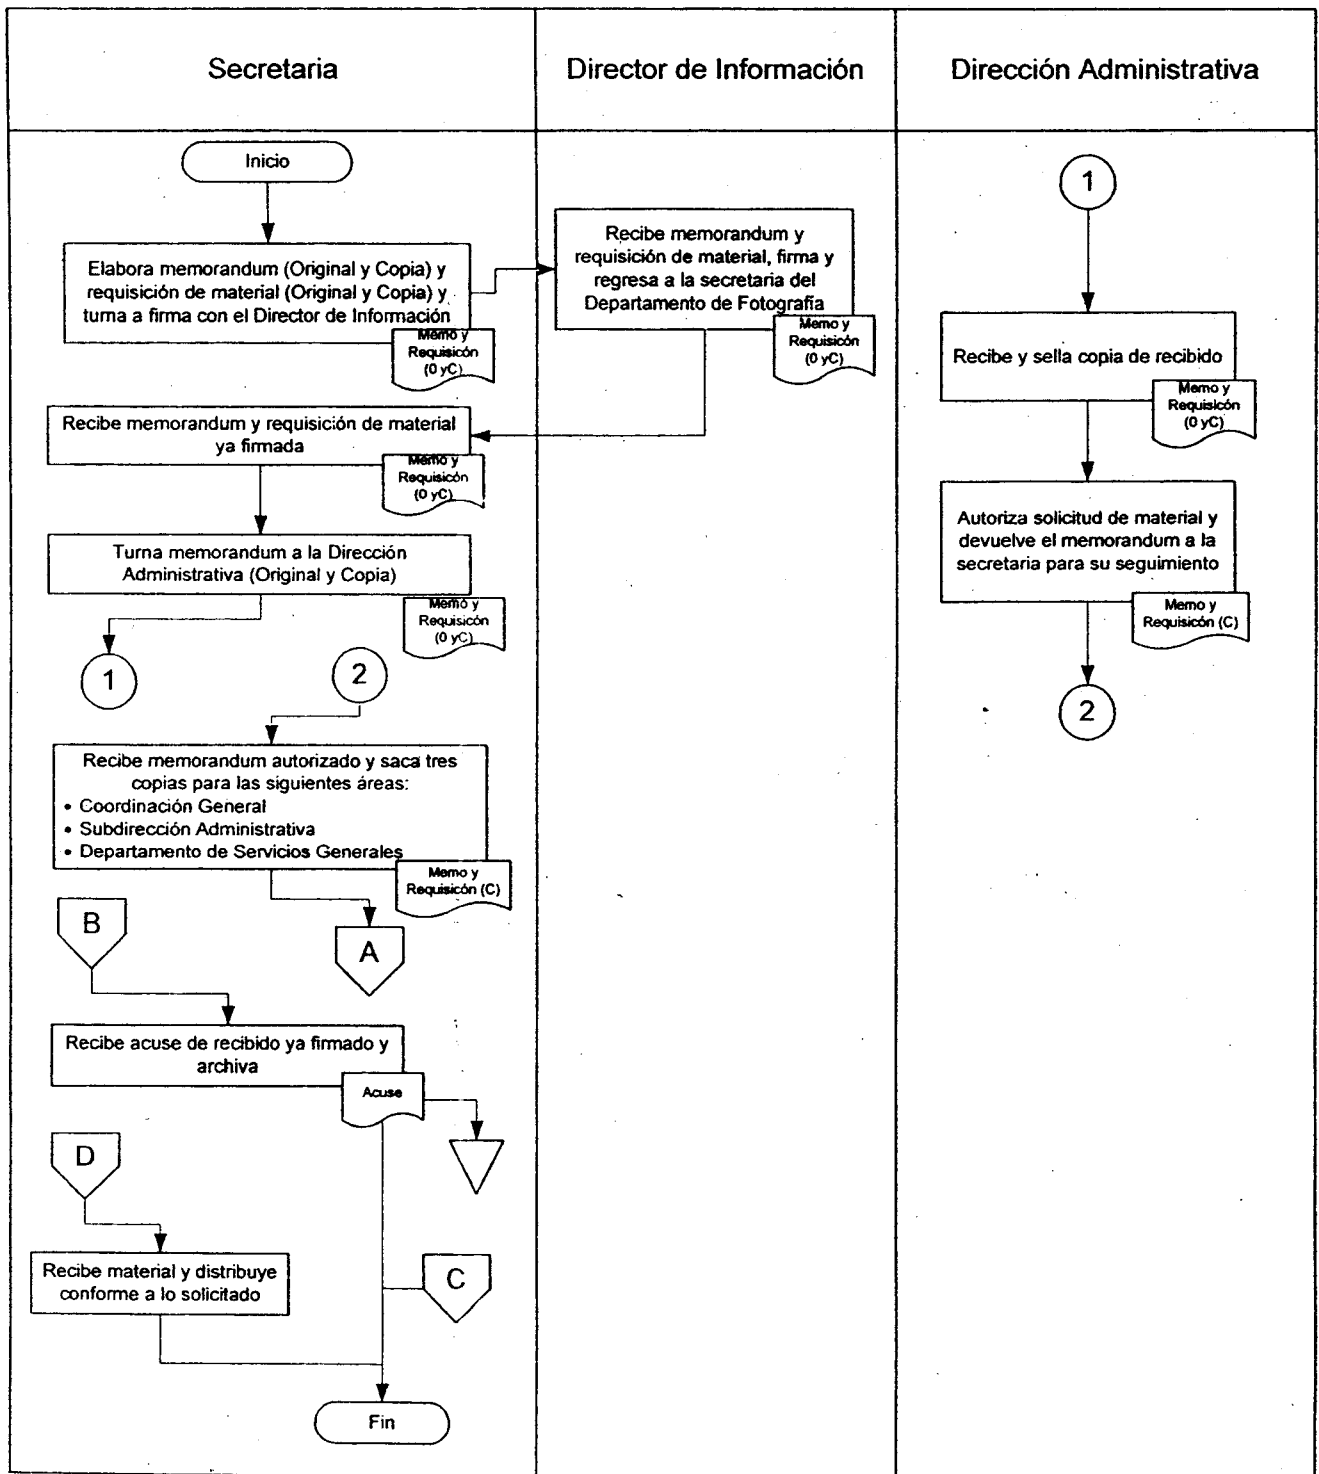 Secretaria
Director de Información
Dirección Administrativa
Inicio
Elabora memorandum (Original y Copia) y
requisición de material (Original y Copia) y
turna a firma con el Director de Información
Memo y
Requisicón
(0 yC)
Recibe memorandum y
requisición de material, firma y
regresa a la secretaria del
Departamento de Fotografía
Memo y
Requisicón
(0 yC)
Recibe memorandum y requisición de material
ya firmada
Memo y
Requisicón
(0 yC)
Turna memorandum a la Dirección
Administrativa (Original y Copia)
Memo y
Requisicón
(0 yC)
1
1
Recibe y sella copia de recibido
Memo y
Requisicón
(0 yC)
Autoriza solicitud de material y
devuelve el memorandum a la
secretaria para su seguimiento
Memo y
Requisicón (C)
2
2
Recibe memorandum autorizado y saca tres
copias para las siguientes áreas:
• Coordinación General
• Subdirección Administrativa
• Departamento de Servicios Generales
Memo y
Requisicón (C)
A
B
Recibe acuse de recibido ya firmado y
archiva
Acuse
D
Recibe material y distribuye
conforme a lo solicitado
C
Fin